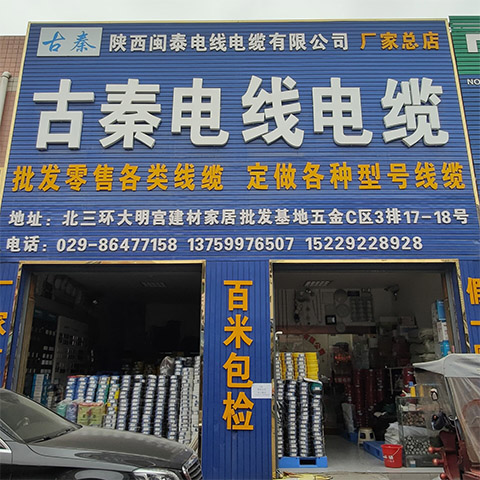 古秦 陕西闽泰电线电缆有限公司 厂家总店
古秦电线电缆
批发零售各类线缆 定做各种型号线缆
地址：北三环大明宫建材家居批发基地五金C区3排17-18号
电话：029-86477158 13759976507 15229228928
百米包检
假一
NO